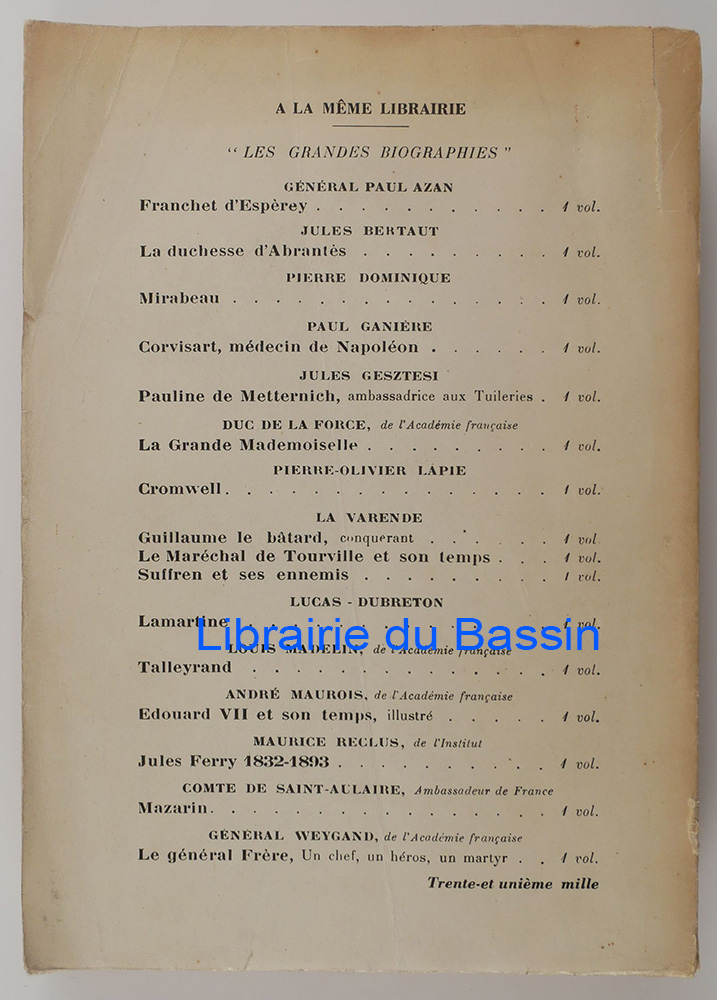 A LA MÊME LIBRAIRIE
"LES GRANDES BIOGRAPHIES"
GÉNÉRAL PAUL AZAN
Franchet d'Espèrey . . . . . . . . . . . 1 vol.
JULES BERTAUT
La duchesse d'Abrantès . . . . . . . . . 1 vol.
PIERRE DOMINIQUE
Mirabeau . . . . . . . . . . . . . . 1 vol.
PAUL GANIÈRE
Corvisart, médecin de Napoléon . . . . . . 1 vol.
JULES GESZTESI
Pauline de Metternich, ambassadrice aux Tuileries . 1 vol.
DUC DE LA FORCE, de l'Académie française
La Grande Mademoiselle . . . . . . . . . 1 vol.
PIERRE-OLIVIER LAPIE
Cromwell . . . . . . . . . . . . . . 1 vol.
LA VARENDE
Guillaume le bâtard, conquérant . . . . . . 1 vol
Le Maréchal de Tourville et son temps . . . 1 vol.
Suffren et ses ennemis . . . . . . . . . 1 vol.
LUCAS-DUBRETON
Lamartine . . . . . . . . . . . . . . 1 vol.
Librairie du Bassin
LOUIS MADELIN, de l'Académie française
Talleyrand . . . . . . . . . . . . . 1 vol.
ANDRÉ MAUROIS, de l'Académie française
Edouard VII et son temps, illustré . . . . . 1 vol.
MAURICE RECLUS, de l'Institut
Jules Ferry 1832-1893 . . . . . . . . . . 1 vol.
COMTE DE SAINT-AULAIRE, Ambassadeur de France
Mazarin . . . . . . . . . . . . . . 1 vol.
GÉNÉRAL WEYGAND, de l'Académie française
Le général Frère, Un chef, un héros, un martyr . . 1 vol.
Trente-et unième mille